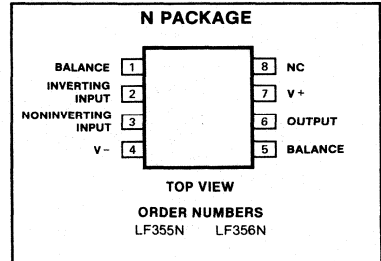 N PACKAGE
BALANCE 1
INVERTING
INPUT 2
NONINVERTING
INPUT 3
V- 4
8 NC
7 V+
6 OUTPUT
5 BALANCE
TOP VIEW
ORDER NUMBERS
LF355N LF356N